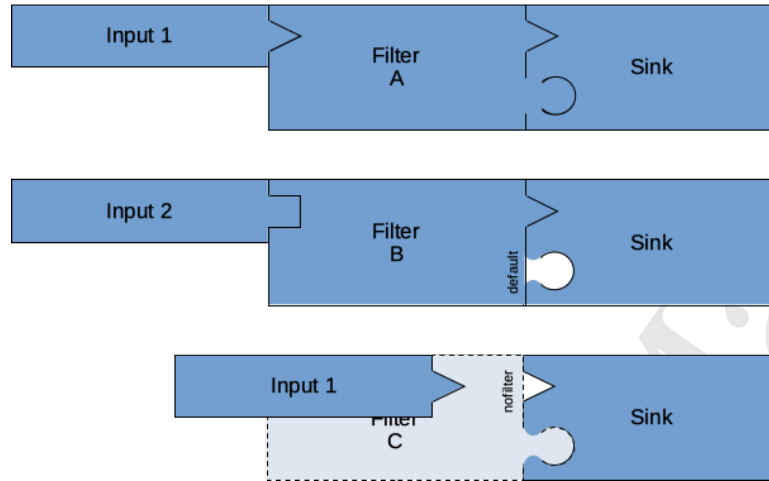 Input 1
Filter
A
Sink
Input 2
Filter
B
default
Sink
Input 1
nofilter
Filter
C
Sink